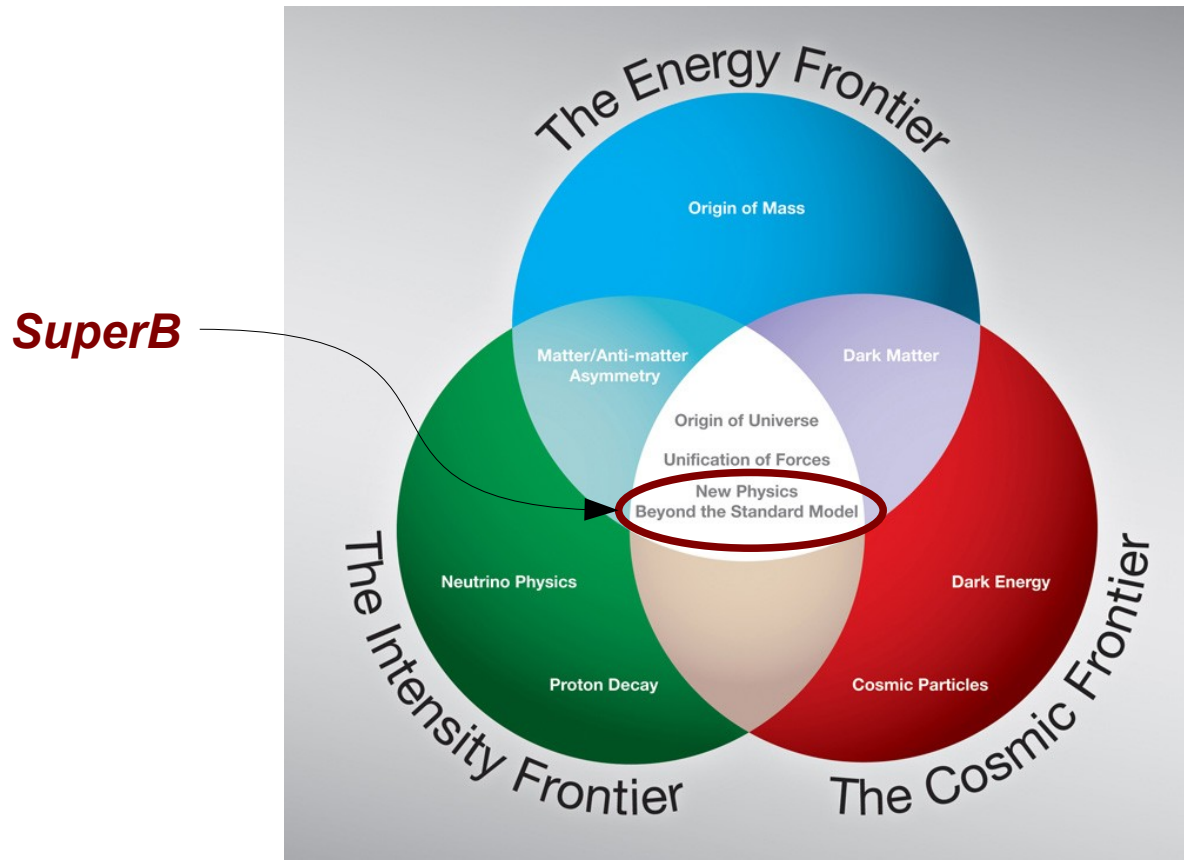 The Energy Frontier
Origin of Mass
SuperB
Matter/Anti-matter
Asymmetry
Dark Matter
Origin of Universe
Unification of Forces
New Physics
Beyond the Standard Model
Neutrino Physics
Dark Energy
Proton Decay
Cosmic Particles
The Intensity Frontier
The Cosmic Frontier